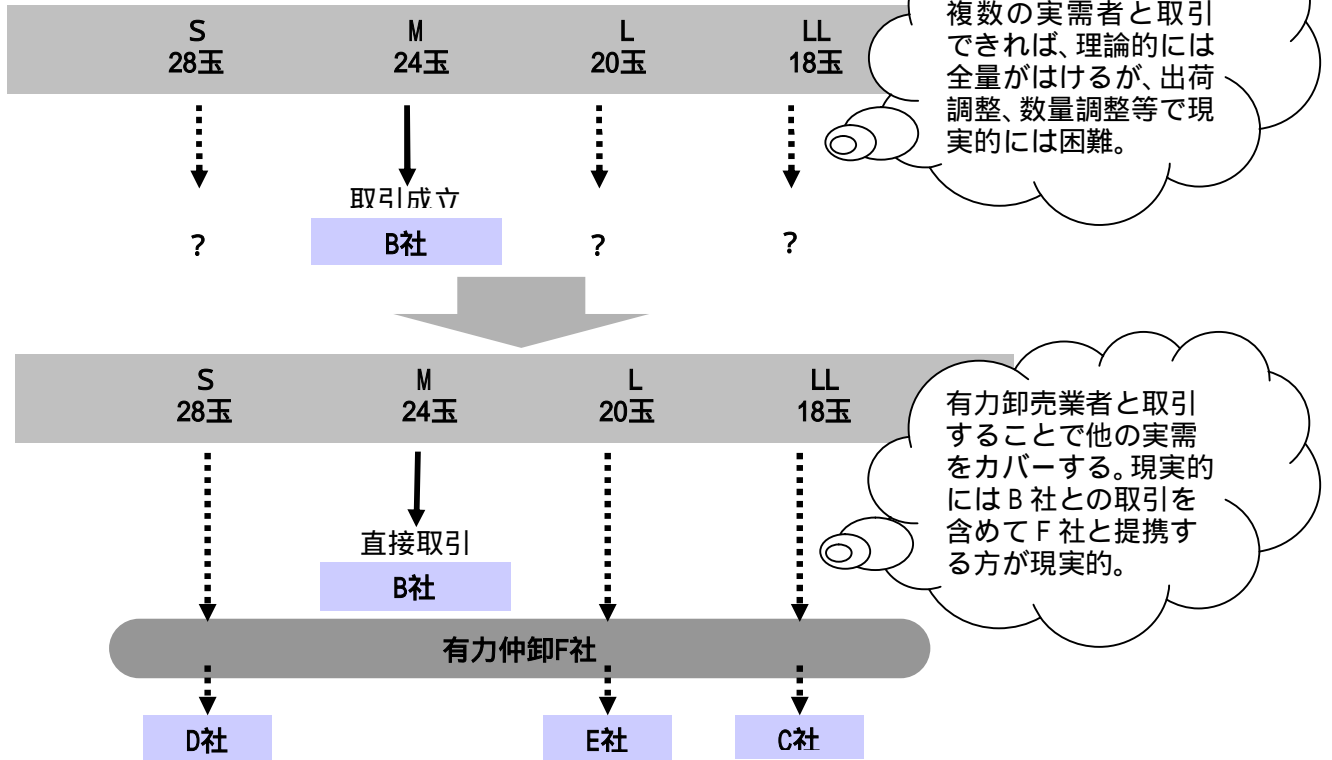 複数の実需者と取引
できれば、理論的には
全量がはけるが、出荷
調整、数量調整等で現
実的には困難。
S M L LL
28玉 24玉 20玉 18玉
取引成立
? B社 ? ?
S M L LL
28玉 24玉 20玉 18玉
有力卸売業者と取引
することで他の実需
をカバーする。現実的
にはB社との取引を
含めてF社と提携す
る方が現実的。
直接取引
B社
有力仲卸F社
D社 E社 C社